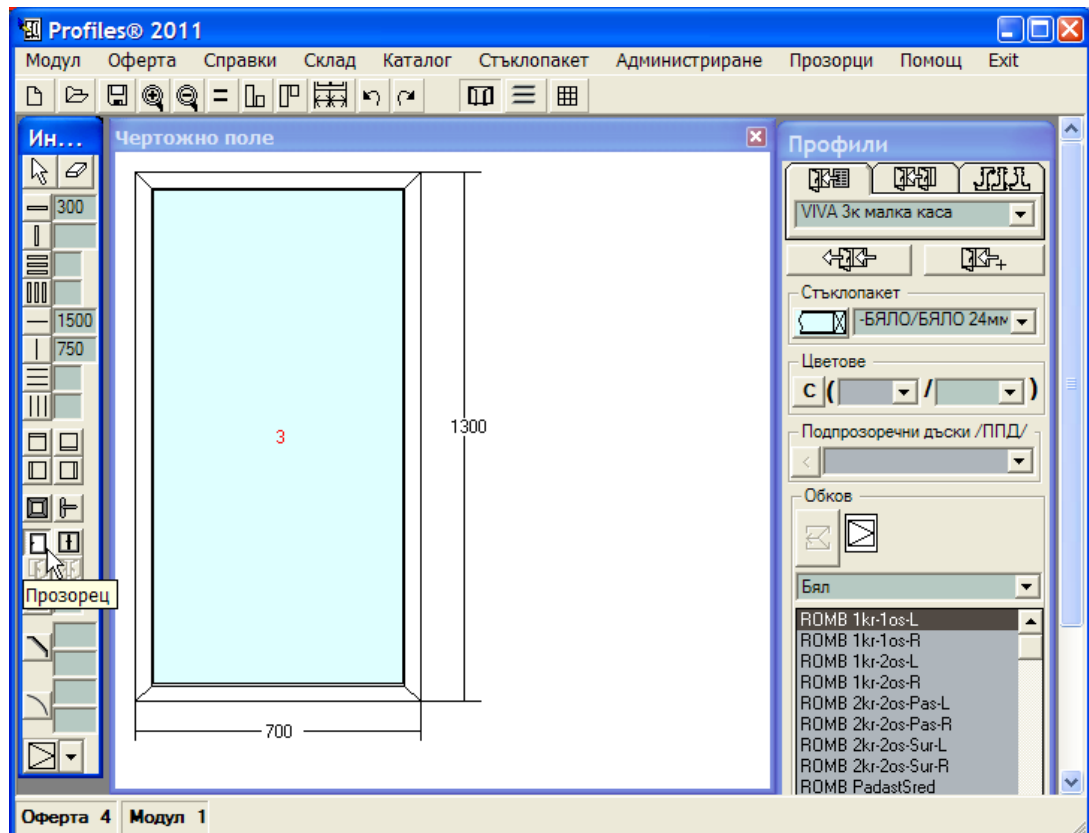 Profiles® 2011
Модул Оферта Справки Склад Каталог Стъклопакет Администриране Прозорци Помощ Exit
Ин...
300
1500
750
Прозорец
Чертожно поле
3
1300
700
Профили
VIVA 3к малка каса
Стъклопакет
-БЯЛО/БЯЛО 24мм
Цветове
C ( / )
Подпрозоречни дъски /ППД/
<
Обков
Бял
ROMB 1kr-1os-L
ROMB 1kr-1os-R
ROMB 1kr-2os-L
ROMB 1kr-2os-R
ROMB 2kr-2os-Pas-L
ROMB 2kr-2os-Pas-R
ROMB 2kr-2os-Sur-L
ROMB 2kr-2os-Sur-R
ROMB PadastSred
Оферта 4 Модул 1